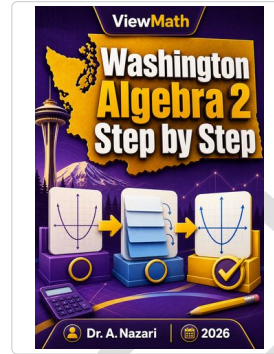 ViewMath
Washington
Algebra 2
Step by Step
Dr. A. Nazari
2026